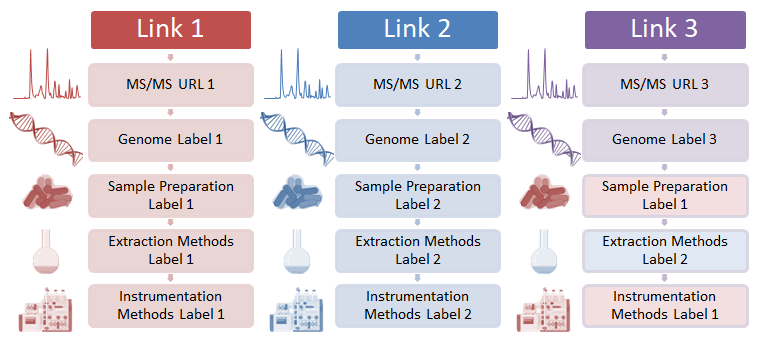 Link 1
MS/MS URL 1
Genome Label 1
Sample Preparation
Label 1
Extraction Methods
Label 1
Instrumentation
Methods Label 1
Link 2
MS/MS URL 2
Genome Label 2
Sample Preparation
Label 2
Extraction Methods
Label 2
Instrumentation
Methods Label 2
Link 3
MS/MS URL 3
Genome Label 3
Sample Preparation
Label 1
Extraction Methods
Label 2
Instrumentation
Methods Label 1